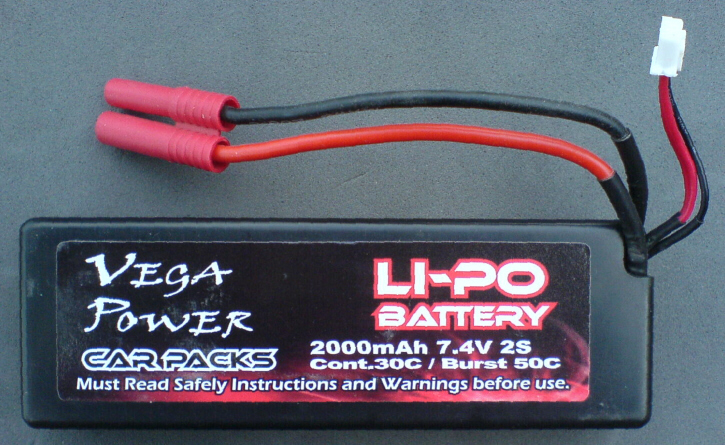 VEGA
POWER
CAR PACKS
LI-PO
BATTERY
2000mAh 7.4V 2S
Cont.30C / Burst 50C
Must Read Safely Instructions and Warnings before use.